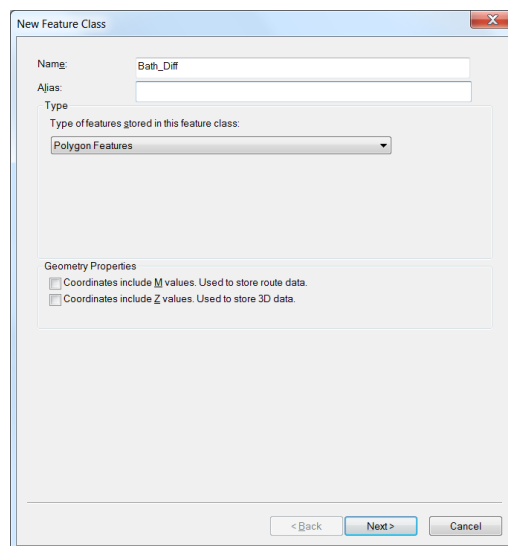 New Feature Class
Name: Bath_Diff
Alias:
Type
Type of features stored in this feature class:
Polygon Features
Geometry Properties
Coordinates include M values. Used to store route data.
Coordinates include Z values. Used to store 3D data.
< Back Next > Cancel